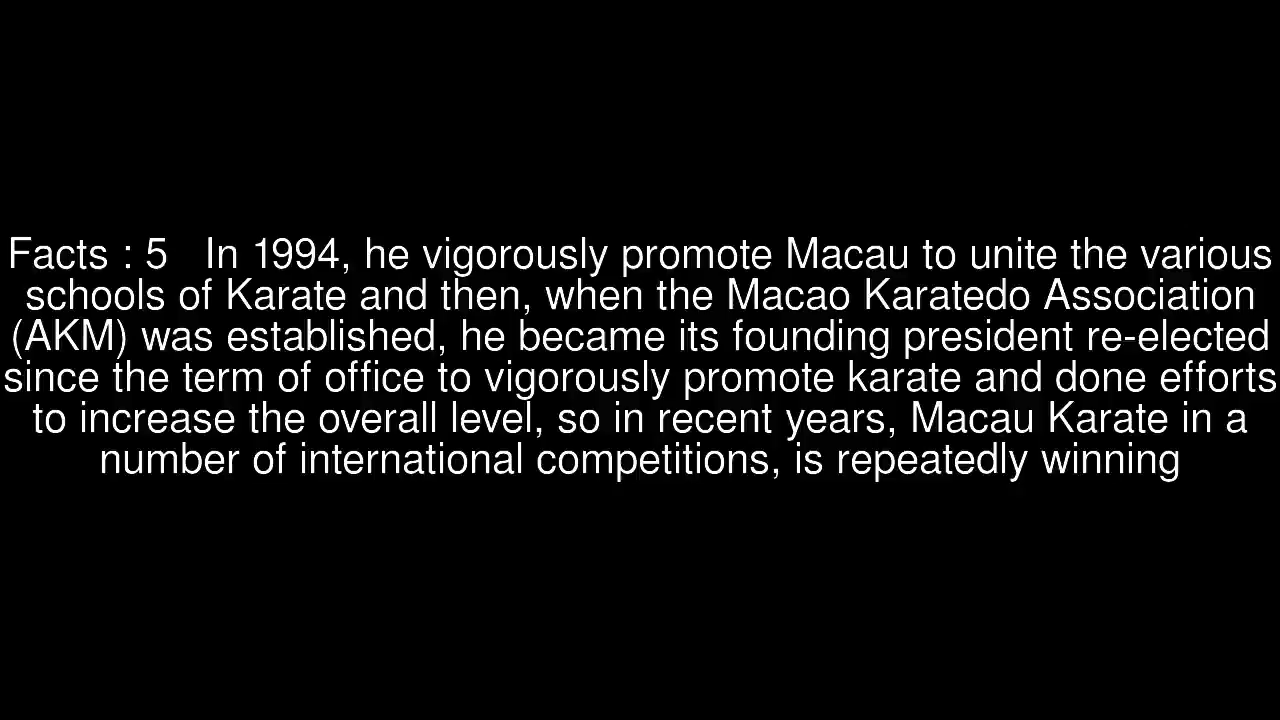 Facts : 5   In 1994, he vigorously promote Macau to unite the various
schools of Karate and then, when the Macao Karatedo Association
(AKM) was established, he became its founding president re-elected
since the term of office to vigorously promote karate and done efforts
to increase the overall level, so in recent years, Macau Karate in a
number of international competitions, is repeatedly winning